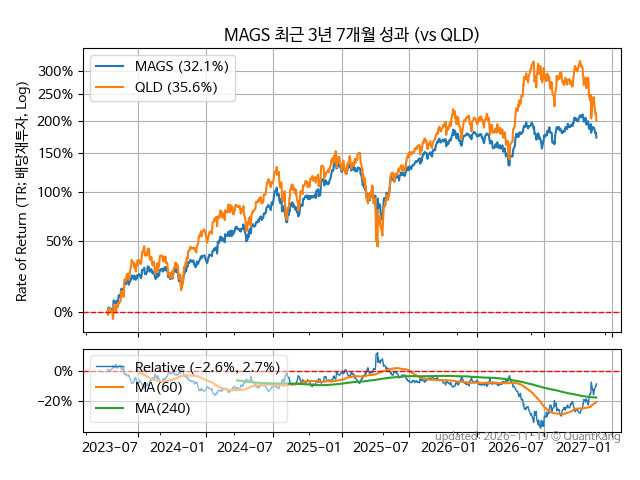 MAGS 최근 3년 7개월 성과 (vs QLD)
Rate of Return (TR; 배당재투자, Log)
300%
250%
200%
150%
100%
50%
0%
MAGS (32.1%)
QLD (35.6%)
0%
−20%
Relative (−2.6%, 2.7%)
MA(60)
MA(240)
updated: 2026-11-19 © QuantKang
2023-07
2024-01
2024-07
2025-01
2025-07
2026-01
2026-07
2027-01